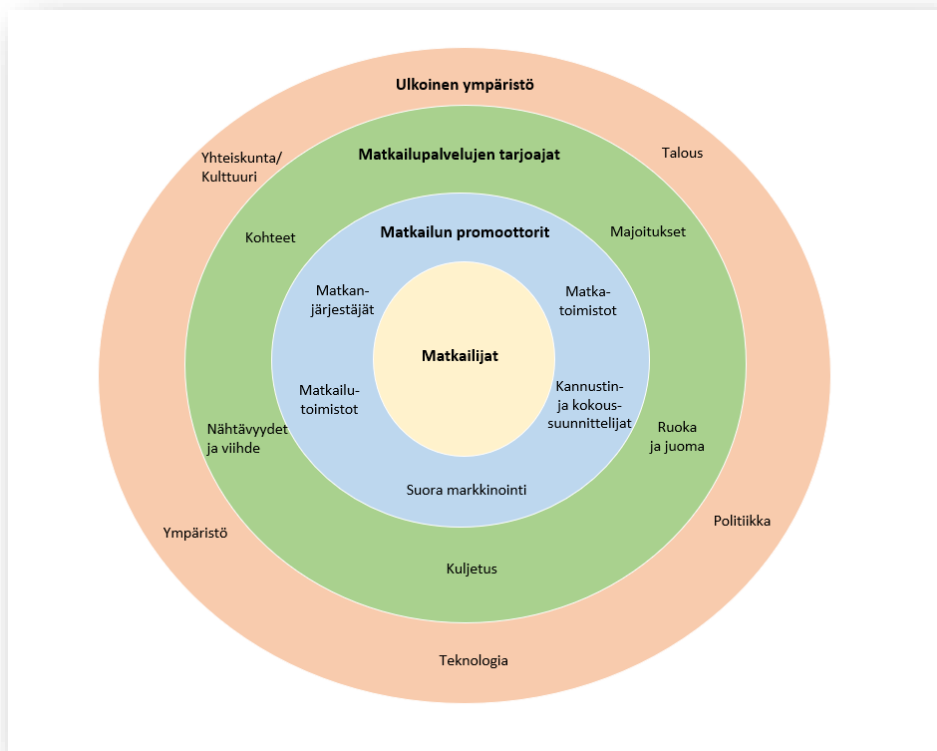 Ulkoinen ympäristö
Yhteiskunta/
Kulttuuri
Talous
Matkailupalvelujen tarjoajat
Kohteet
Majoitukset
Matkailun promoottorit
Matkan-
järjestäjät
Matka-
toimistot
Matkailijat
Matkailu-
toimistot
Kannustin-
ja kokous-
suunnittelijat
Nähtävyydet
ja viihde
Ruoka
ja juoma
Suora markkinointi
Ympäristö
Politiikka
Kuljetus
Teknologia